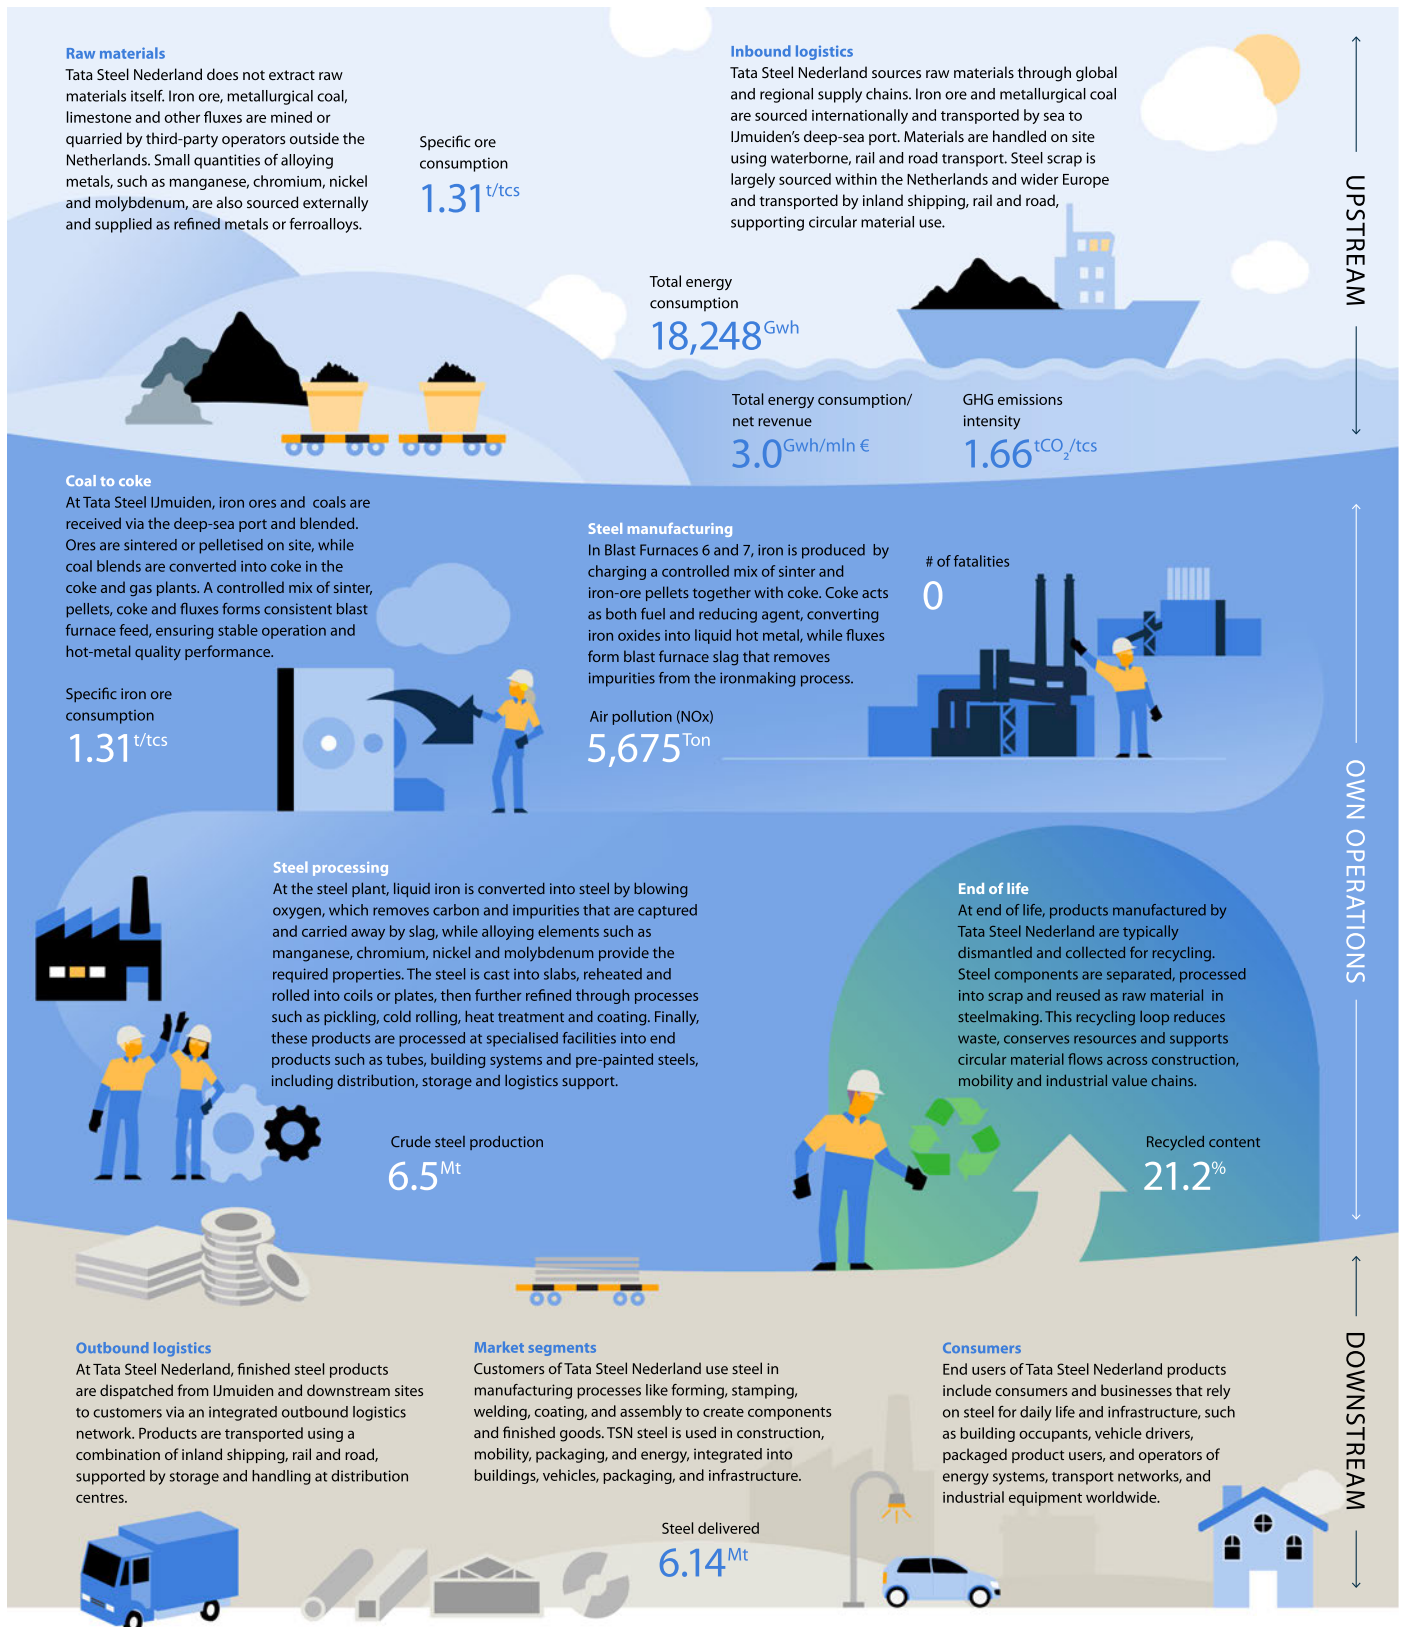 Raw materials
Tata Steel Nederland does not extract raw
materials itself. Iron ore, metallurgical coal,
limestone and other fluxes are mined or
quarried by third-party operators outside the
Netherlands. Small quantities of alloying
metals, such as manganese, chromium, nickel
and molybdenum, are also sourced externally
and supplied as refined metals or ferroalloys.
Specific ore
consumption
1.31 t/tcs
Inbound logistics
Tata Steel Nederland sources raw materials through global
and regional supply chains. Iron ore and metallurgical coal
are sourced internationally and transported by sea to
IJmuiden's deep-sea port. Materials are handled on site
using waterborne, rail and road transport. Steel scrap is
largely sourced within the Netherlands and wider Europe
and transported by inland shipping, rail and road,
supporting circular material use.
Total energy
consumption
18,248 Gwh
Total energy consumption/
net revenue
3.0 Gwh/mln €
GHG emissions
intensity
1.66 tCO₂/tcs
UPSTREAM
Coal to coke
At Tata Steel IJmuiden, iron ores and coals are
received via the deep-sea port and blended.
Ores are sintered or pelletised on site, while
coal blends are converted into coke in the
coke and gas plants. A controlled mix of sinter,
pellets, coke and fluxes forms consistent blast
furnace feed, ensuring stable operation and
hot-metal quality performance.
Specific iron ore
consumption
1.31 t/tcs
Steel manufacturing
In Blast Furnaces 6 and 7, iron is produced by
charging a controlled mix of sinter and
iron-ore pellets together with coke. Coke acts
as both fuel and reducing agent, converting
iron oxides into liquid hot metal, while fluxes
form blast furnace slag that removes
impurities from the ironmaking process.
Air pollution (NOx)
5,675 Ton
# of fatalities
0
Steel processing
At the steel plant, liquid iron is converted into steel by blowing
oxygen, which removes carbon and impurities that are captured
and carried away by slag, while alloying elements such as
manganese, chromium, nickel and molybdenum provide the
required properties. The steel is cast into slabs, reheated and
rolled into coils or plates, then further refined through processes
such as pickling, cold rolling, heat treatment and coating. Finally,
these products are processed at specialised facilities into end
products such as tubes, building systems and pre-painted steels,
including distribution, storage and logistics support.
Crude steel production
6.5 Mt
End of life
At end of life, products manufactured by
Tata Steel Nederland are typically
dismantled and collected for recycling.
Steel components are separated, processed
into scrap and reused as raw material in
steelmaking. This recycling loop reduces
waste, conserves resources and supports
circular material flows across construction,
mobility and industrial value chains.
Recycled content
21.2 %
OWN OPERATIONS
Outbound logistics
At Tata Steel Nederland, finished steel products
are dispatched from IJmuiden and downstream sites
to customers via an integrated outbound logistics
network. Products are transported using a
combination of inland shipping, rail and road,
supported by storage and handling at distribution
centres.
Market segments
Customers of Tata Steel Nederland use steel in
manufacturing processes like forming, stamping,
welding, coating, and assembly to create components
and finished goods. TSN steel is used in construction,
mobility, packaging, and energy, integrated into
buildings, vehicles, packaging, and infrastructure.
Steel delivered
6.14 Mt
Consumers
End users of Tata Steel Nederland products
include consumers and businesses that rely
on steel for daily life and infrastructure, such
as building occupants, vehicle drivers,
packaged product users, and operators of
energy systems, transport networks, and
industrial equipment worldwide.
DOWNSTREAM